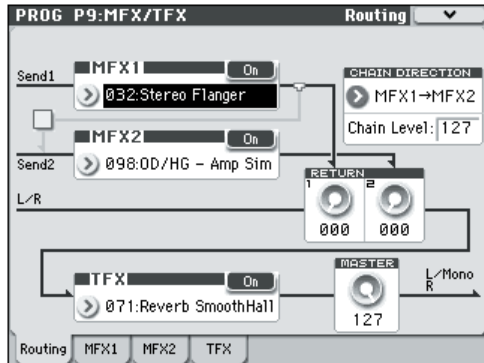 PROG P9:MFX/TFX Routing
Send1
MFX1 On
032:Stereo Flanger
CHAIN DIRECTION
MFX1→MFX2
Chain Level: 127
MFX2 On
Send2
098:OD/HG - Amp Sim
RETURN
1 2
000 000
L/R
TFX On
071:Reverb SmoothHall
MASTER
127
L/Mono
R
Routing MFX1 MFX2 TFX